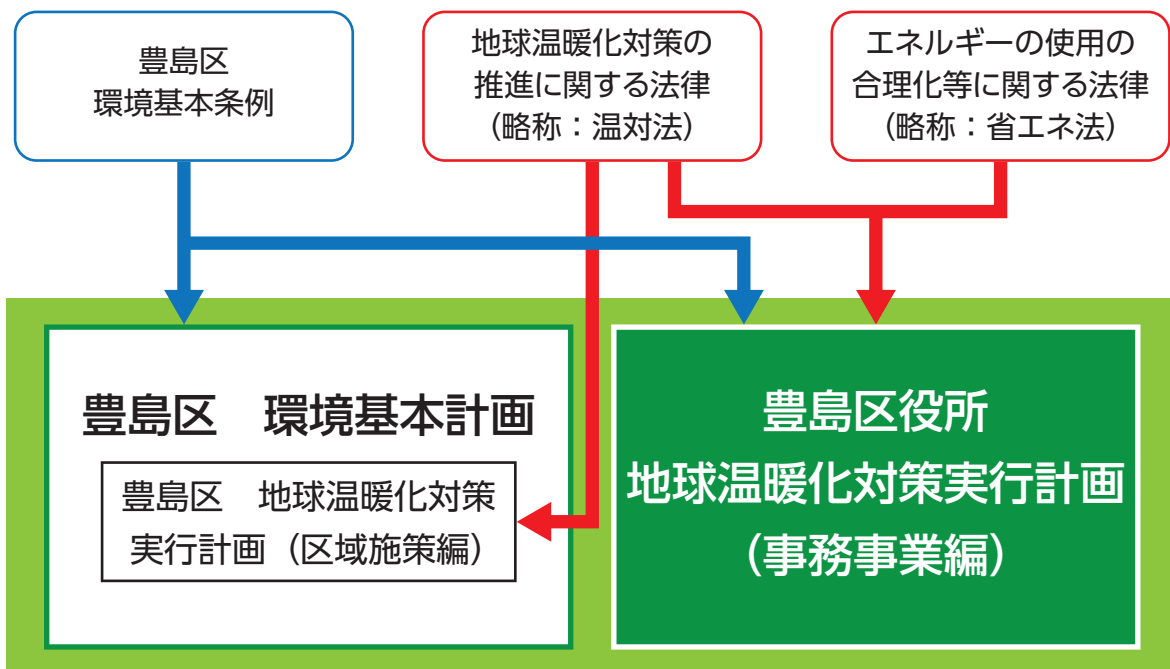 豊島区
環境基本条例
地球温暖化対策の
推進に関する法律
（略称：温対法）
エネルギーの使用の
合理化等に関する法律
（略称：省エネ法）
豊島区　環境基本計画
豊島区　地球温暖化対策
実行計画（区域施策編）
豊島区役所
地球温暖化対策実行計画
（事務事業編）